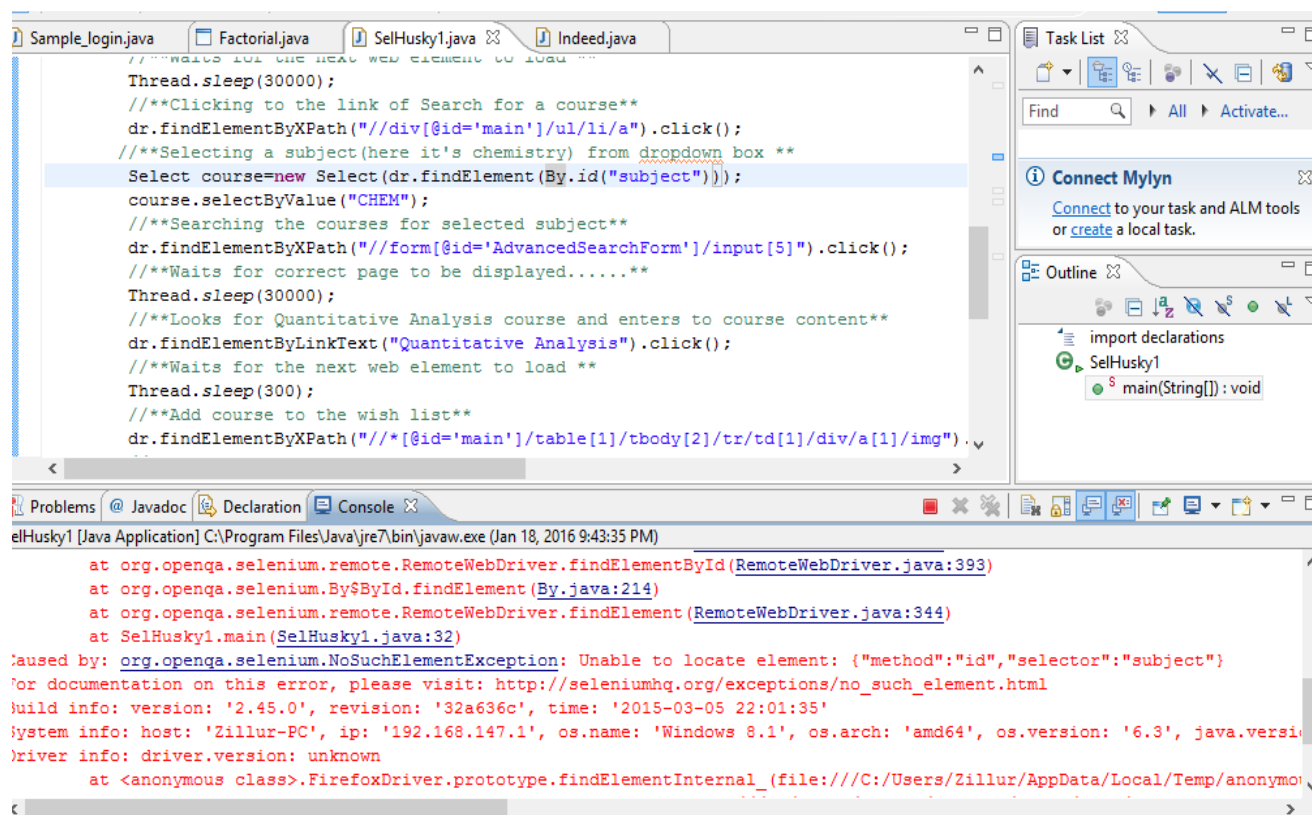 Sample_login.java Factorial.java SelHusky1.java Indeed.java
//**Waits for the next web element to load **
Thread.sleep(30000);
//**Clicking to the link of Search for a course**
dr.findElementByXPath("//div[@id='main']/ul/li/a").click();
//**Selecting a subject(here it's chemistry) from dropdown box **
Select course=new Select(dr.findElement(By.id("subject")));
course.selectByValue("CHEM");
//**Searching the courses for selected subject**
dr.findElementByXPath("//form[@id='AdvancedSearchForm']/input[5]").click();
//**Waits for correct page to be displayed......**
Thread.sleep(30000);
//**Looks for Quantitative Analysis course and enters to course content**
dr.findElementByLinkText("Quantitative Analysis").click();
//**Waits for the next web element to load **
Thread.sleep(300);
//**Add course to the wish list**
dr.findElementByXPath("//*[@id='main']/table[1]/tbody[2]/tr/td[1]/div/a[1]/img").
Task List
Find All Activate...
Connect Mylyn
Connect to your task and ALM tools
or create a local task.
Outline
import declarations
SelHusky1
main(String[]) : void
Problems @ Javadoc Declaration Console
elHusky1 [Java Application] C:\Program Files\Java\jre7\bin\javaw.exe (Jan 18, 2016 9:43:35 PM)
at org.openqa.selenium.remote.RemoteWebDriver.findElementById(RemoteWebDriver.java:393)
at org.openqa.selenium.By$ById.findElement(By.java:214)
at org.openqa.selenium.remote.RemoteWebDriver.findElement(RemoteWebDriver.java:344)
at SelHusky1.main(SelHusky1.java:32)
Caused by: org.openqa.selenium.NoSuchElementException: Unable to locate element: {"method":"id","selector":"subject"}
For documentation on this error, please visit: http://seleniumhq.org/exceptions/no_such_element.html
Build info: version: '2.45.0', revision: '32a636c', time: '2015-03-05 22:01:35'
System info: host: 'Zillur-PC', ip: '192.168.147.1', os.name: 'Windows 8.1', os.arch: 'amd64', os.version: '6.3', java.versi
Driver info: driver.version: unknown
at <anonymous class>.FirefoxDriver.prototype.findElementInternal_(file:///C:/Users/Zillur/AppData/Local/Temp/anonymo